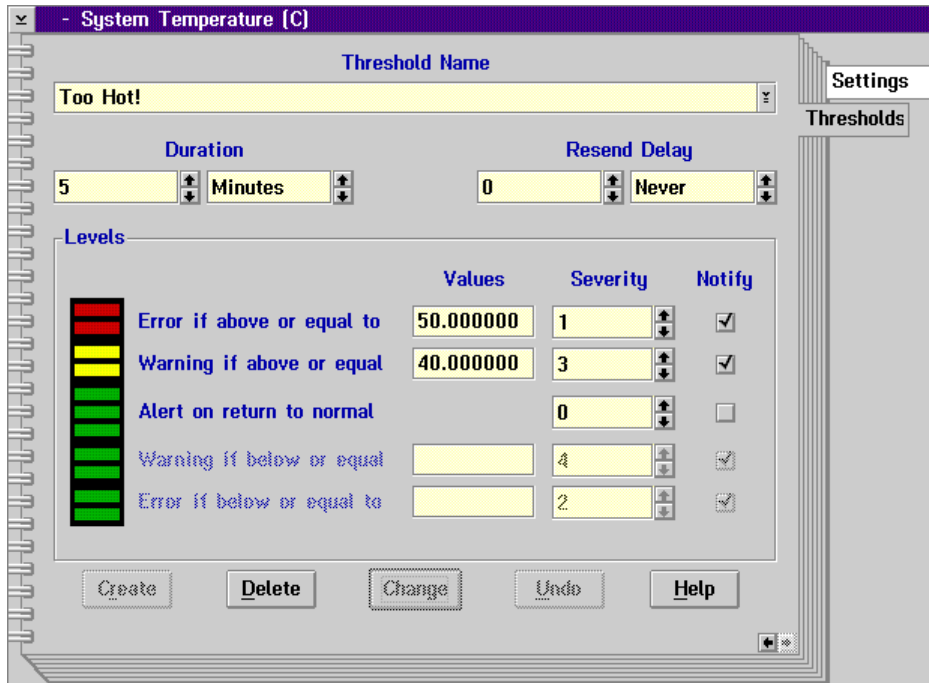 - System Temperature (C)
Threshold Name
Settings
Too Hot!
Thresholds
Duration Resend Delay
5 Minutes 0 Never
Levels
Values Severity Notify
Error if above or equal to 50.000000 1
Warning if above or equal 40.000000 3
Alert on return to normal 0
Warning if below or equal 4
Error if below or equal to 2
Create Delete Change Undo Help